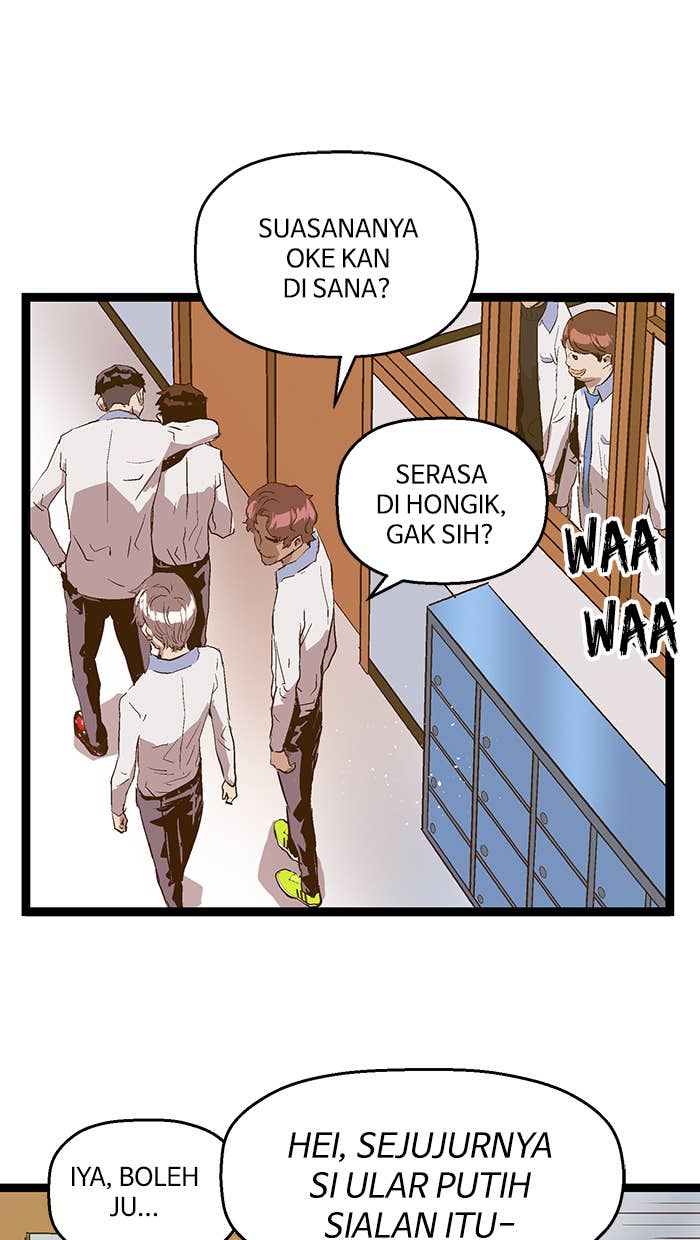 SUASANANYA
OKE KAN
DI SANA?
SERASA
DI HONGIK,
GAK SIH?
WAA
WAA
IYA, BOLEH
JU...
HEI, SEJUJURNYA
SI ULAR PUTIH
SIALAN ITU-